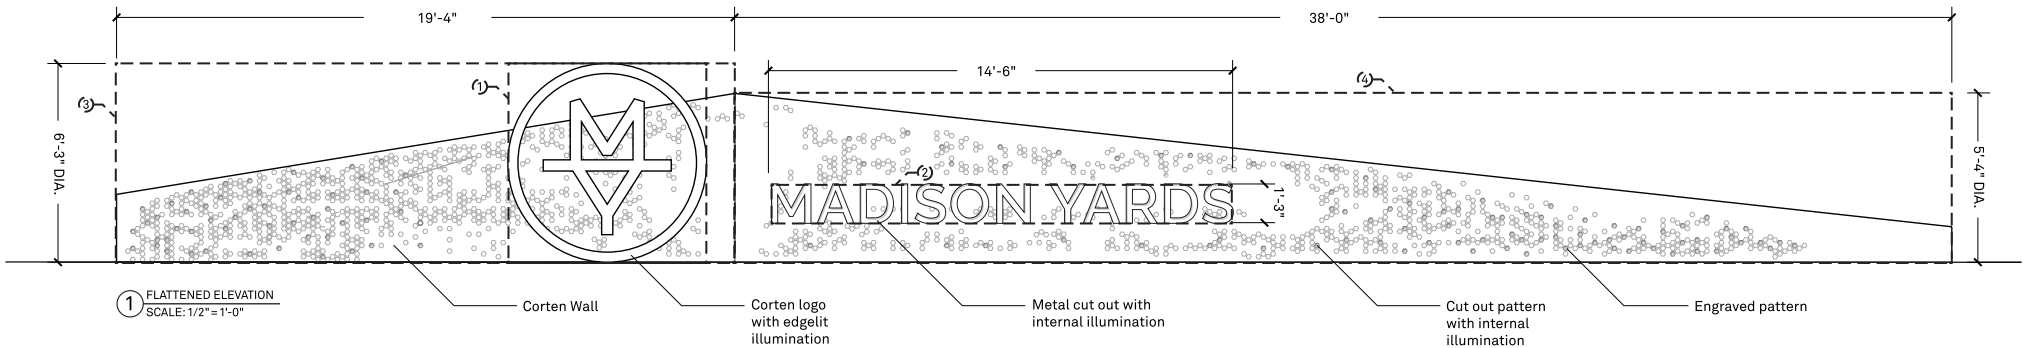 19'-4"
38'-0"
14'-6"
1
4
3
6'-3" DIA.
2
5'-4" DIA.
MADISON YARDS
1'-3"
MY
1 FLATTENED ELEVATION
SCALE: 1/2" = 1'-0"
Corten Wall
Corten logo
with edgelit
illumination
Metal cut out with
internal illumination
Cut out pattern
with internal
illumination
Engraved pattern